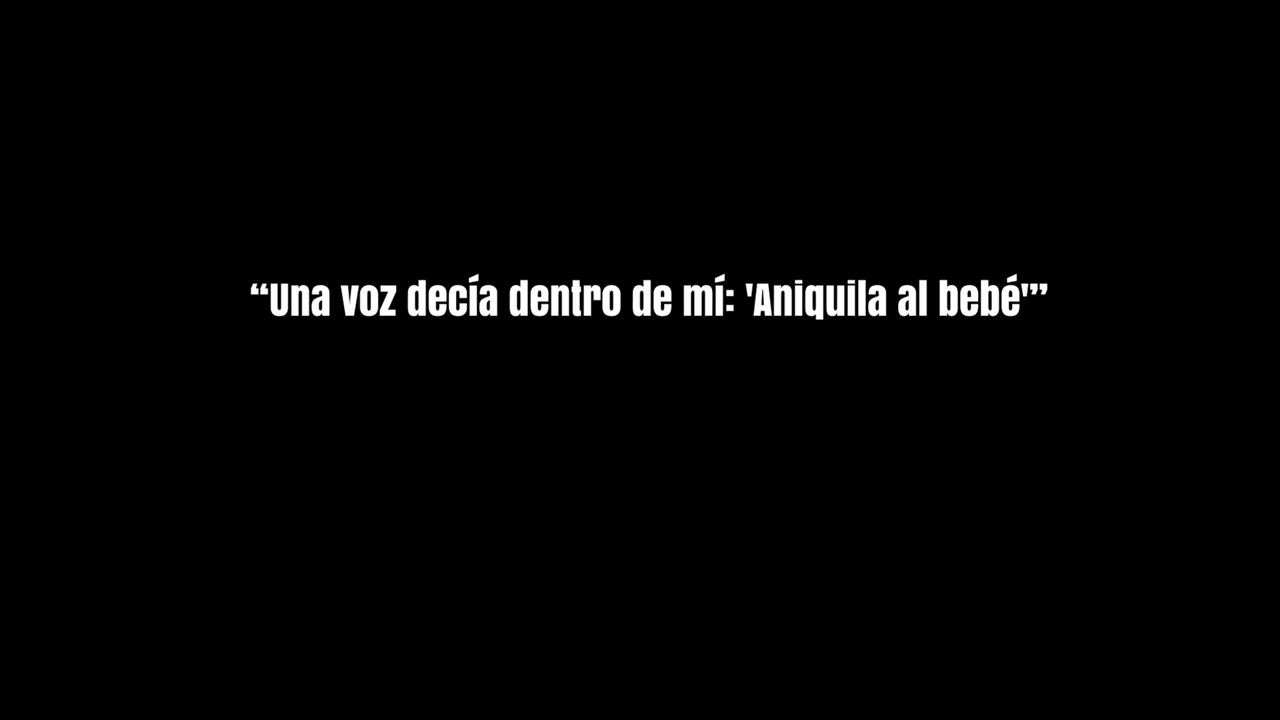 “Una voz decía dentro de mí: 'Aniquila al bebé'”